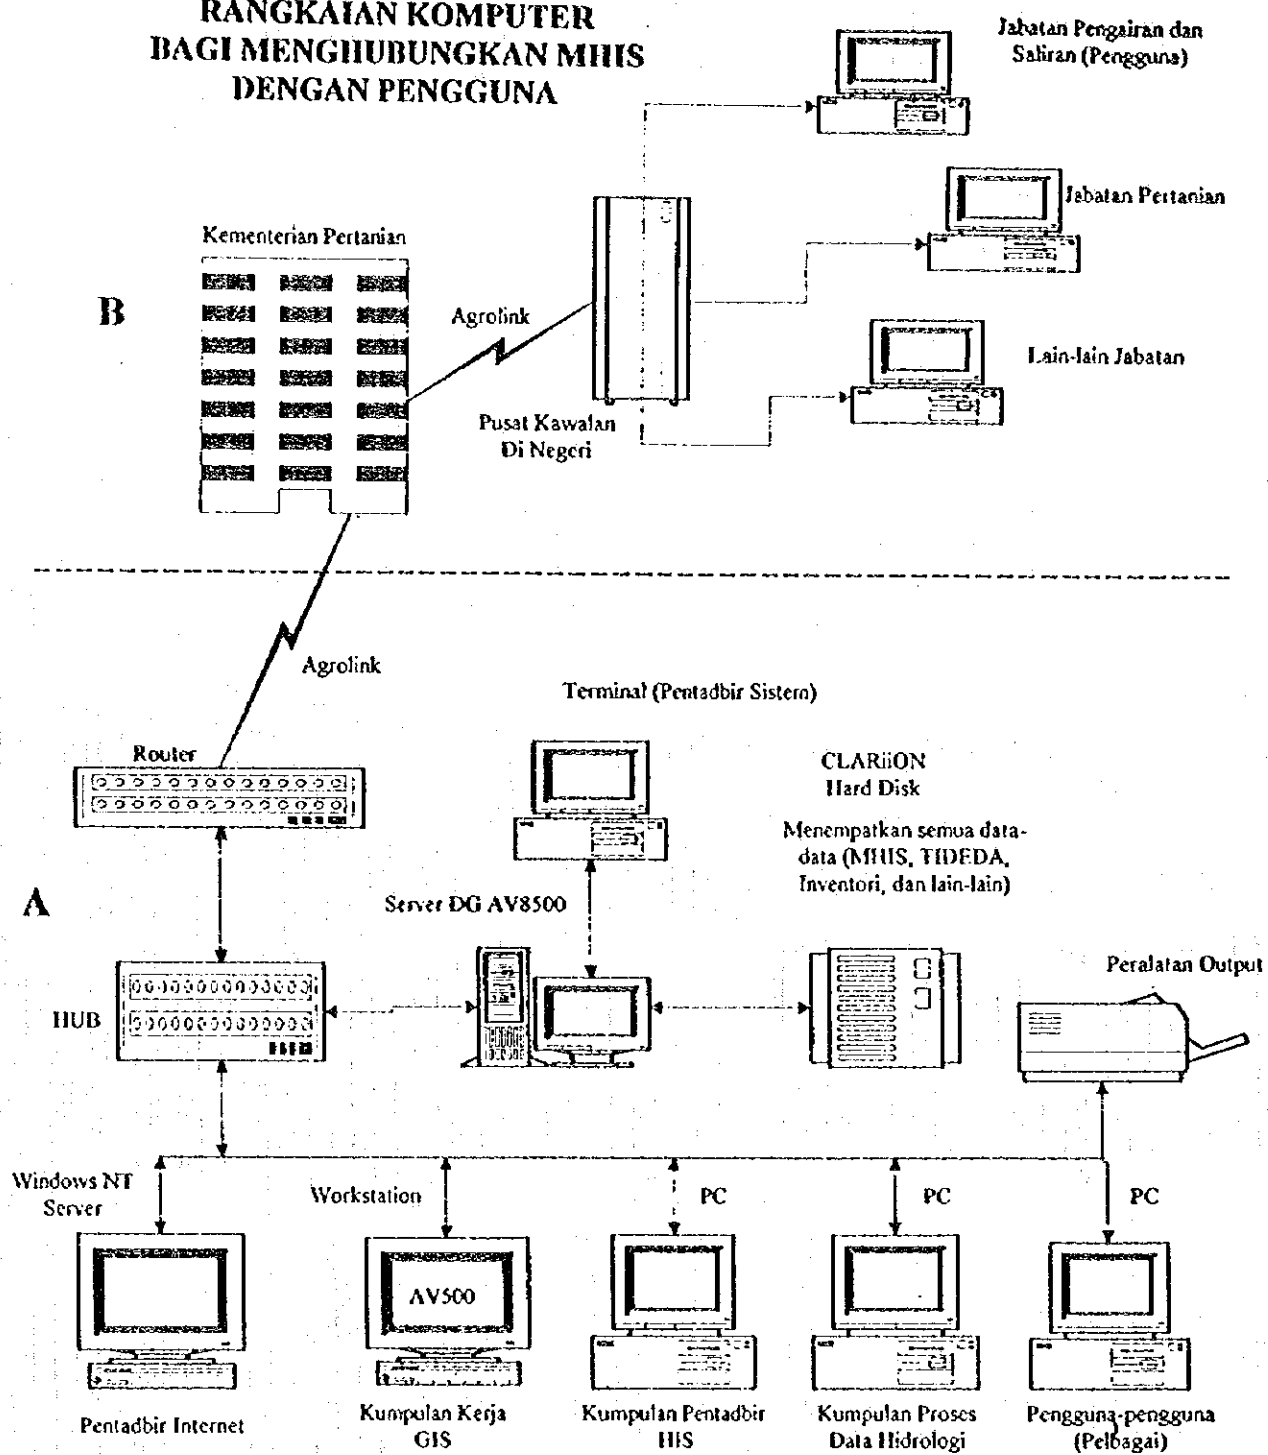 RANGKAIAN KOMPUTER
BAGI MENGHUBUNGKAN MHIS
DENGAN PENGGUNA
Jabatan Pengairan dan
Saliran (Pengguna)
Jabatan Pertanian
Kementerian Pertanian
B
Agrolink
Lain-lain Jabatan
Pusat Kawalan
Di Negeri
Agrolink
Terminal (Pentadbir Sistem)
Router
CLARiiON
Hard Disk
Menempatkan semua data-
data (MHIS, TIDEDA,
Inventori, dan lain-lain)
A
Server DG AV8500
Peralatan Output
HUB
Windows NT
Server
Workstation
PC
PC
PC
AV500
Pentadbir Internet
Kumpulan Kerja
GIS
Kumpulan Pentadbir
HIS
Kumpulan Proses
Data Hidrologi
Pengguna-pengguna
(Pelbagai)